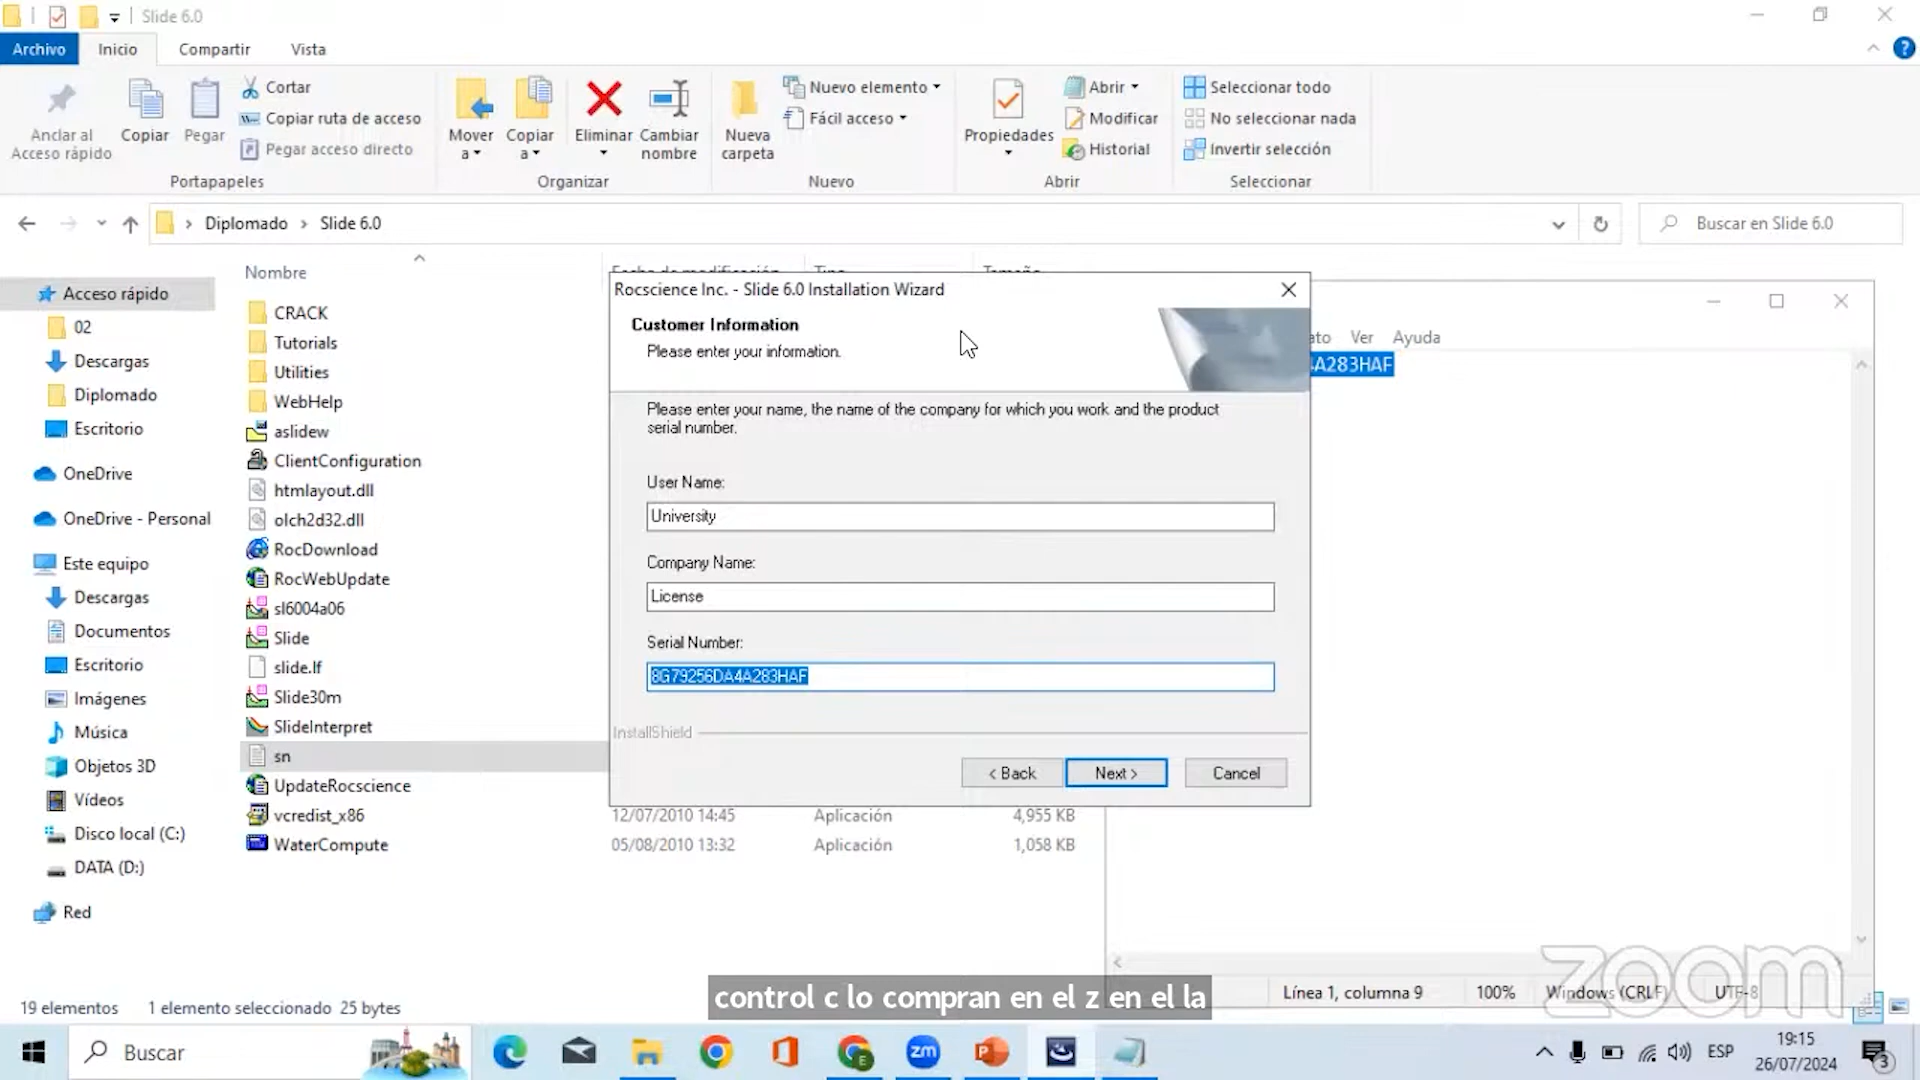 Slide 6.0
Archivo Inicio Compartir Vista
Anclar al Acceso rápido
Copiar
Pegar
Cortar
Copiar ruta de acceso
Pegar acceso directo
Portapapeles
Mover a
Copiar a
Eliminar
Cambiar nombre
Organizar
Nueva carpeta
Nuevo elemento
Fácil acceso
Nuevo
Propiedades
Abrir
Modificar
Historial
Abrir
Seleccionar todo
No seleccionar nada
Invertir selección
Seleccionar
Diplomado › Slide 6.0
Buscar en Slide 6.0
Acceso rápido
02
Descargas
Diplomado
Escritorio
OneDrive
OneDrive - Personal
Este equipo
Descargas
Documentos
Escritorio
Imágenes
Música
Objetos 3D
Vídeos
Disco local (C:)
DATA (D:)
Red
Nombre
CRACK
Tutorials
Utilities
WebHelp
aslidew
ClientConfiguration
htmlayout.dll
olch2d32.dll
RocDownload
RocWebUpdate
sl6004a06
Slide
slide.lf
Slide30m
SlideInterpret
sn
UpdateRocscience
vcredist_x86 12/07/2010 14:45 Aplicación 4,955 KB
WaterCompute 05/08/2010 13:32 Aplicación 1,058 KB
Rocscience Inc. - Slide 6.0 Installation Wizard
Customer Information
Please enter your information.
Please enter your name, the name of the company for which you work and the product
serial number.
User Name:
University
Company Name:
License
Serial Number:
8G79256DA4A283HAF
InstallShield
< Back Next > Cancel
Ver Ayuda
A283HAF
Línea 1, columna 9 100% Windows (CRLF) UTF-8
zoom
19 elementos 1 elemento seleccionado 25 bytes
control c lo compran en el z en el la
Buscar
zm
ESP
19:15
26/07/2024
3